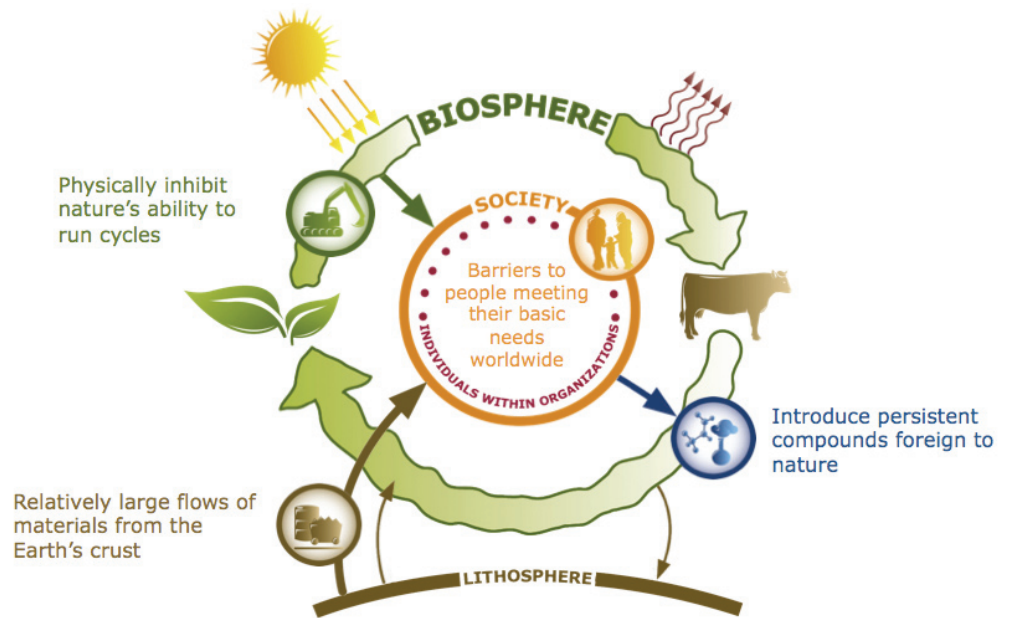 BIOSPHERE
Physically inhibit
nature's ability to
run cycles
SOCIETY
Barriers to
people meeting
their basic
needs
worldwide
INDIVIDUALS WITHIN ORGANIZATIONS
Introduce persistent
compounds foreign to
nature
Relatively large flows of
materials from the
Earth's crust
LITHOSPHERE